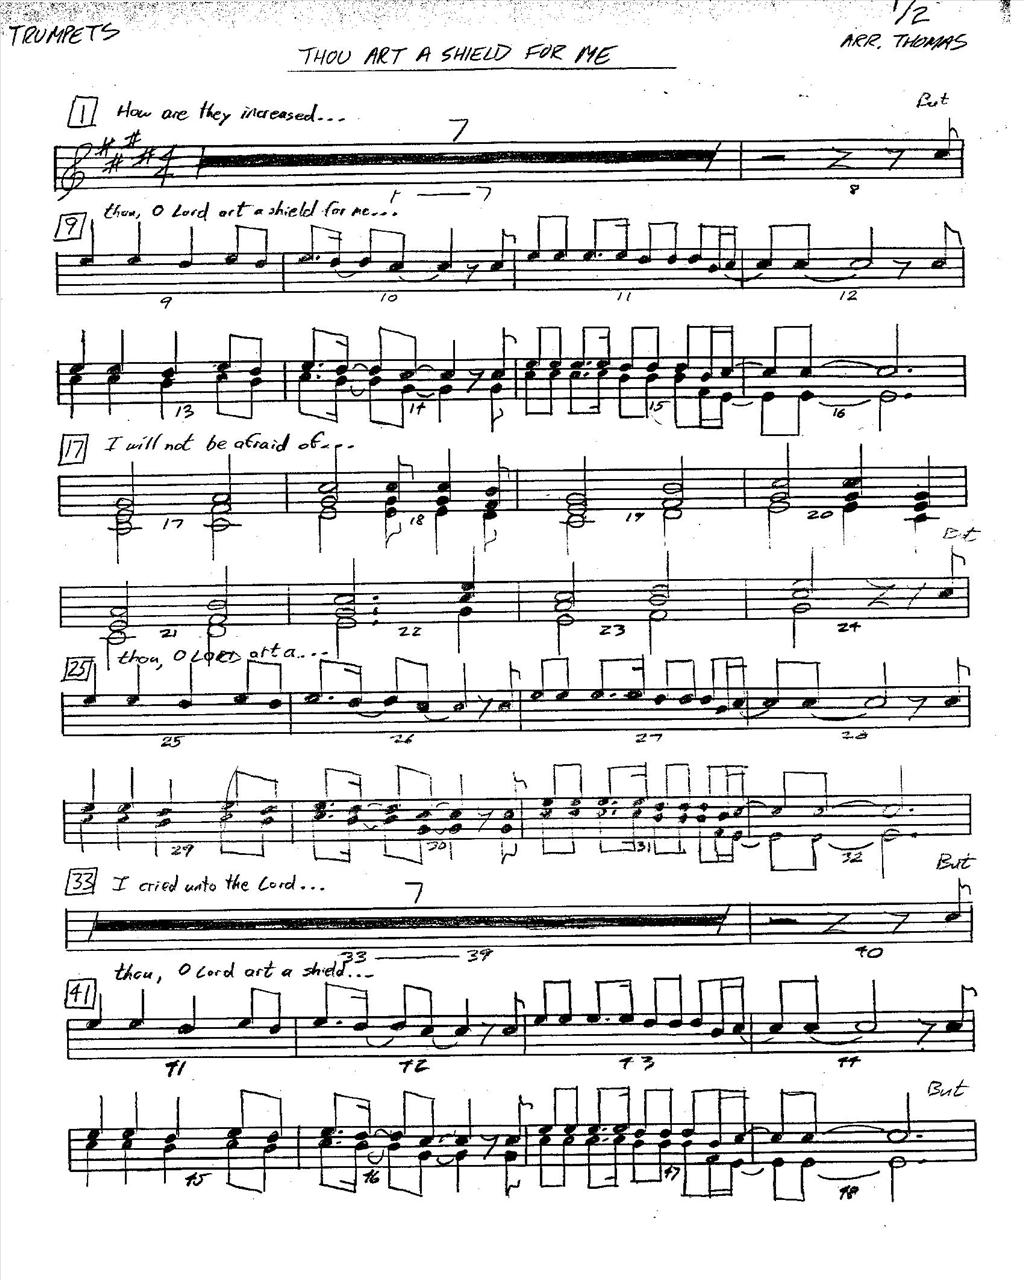 1/2
TRUMPETS
ARR. THOMAS
THOU ART A SHIELD FOR ME
1 How are they increased...
But
7
4/4
1 — 7
8
thou, O Lord art a shield for me...
9
9 10 11 12
13 14 15 16
17 I will not be afraid of...
17 18 19 20
But
21 22 23 24
25 thou, O LORD art a...
25 26 27 28
29 30 31 32
But
33 I cried unto the Lord...
7
33 — 39
40
thou, O Lord art a shield...
41
41 42 43 44
But
45 46 47 48